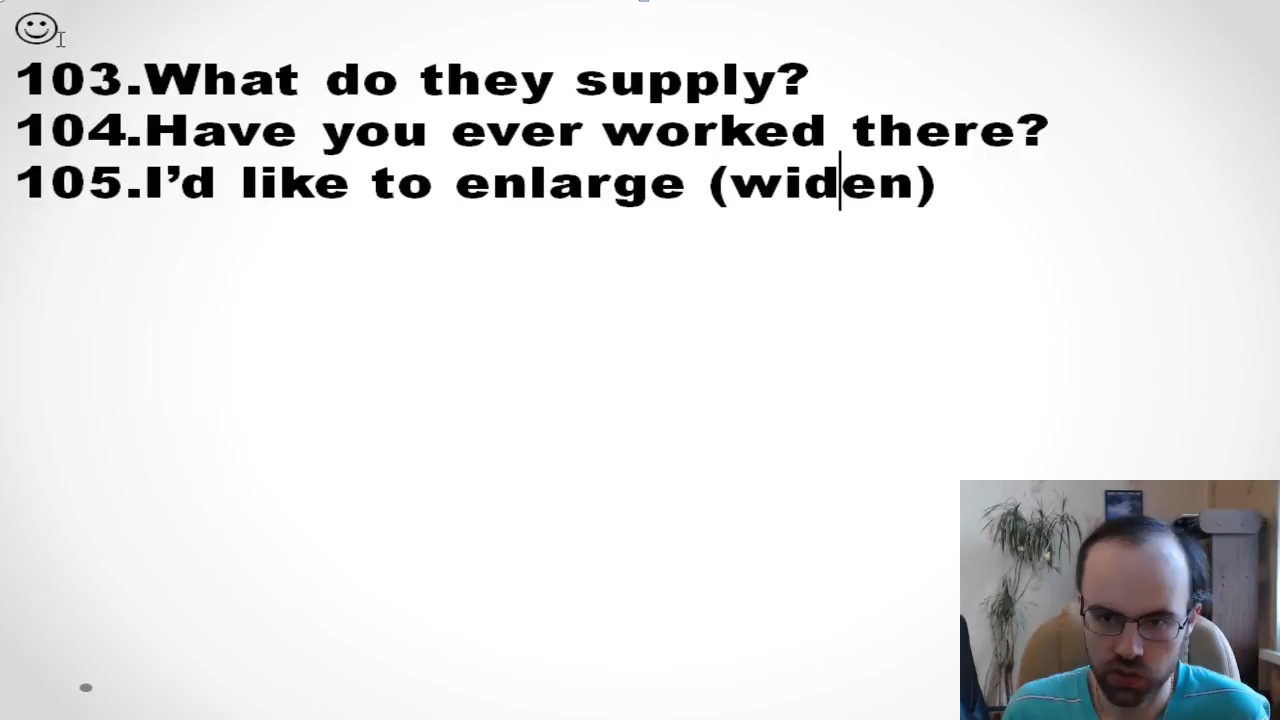 103.What do they supply?
104.Have you ever worked there?
105.I’d like to enlarge (widen)